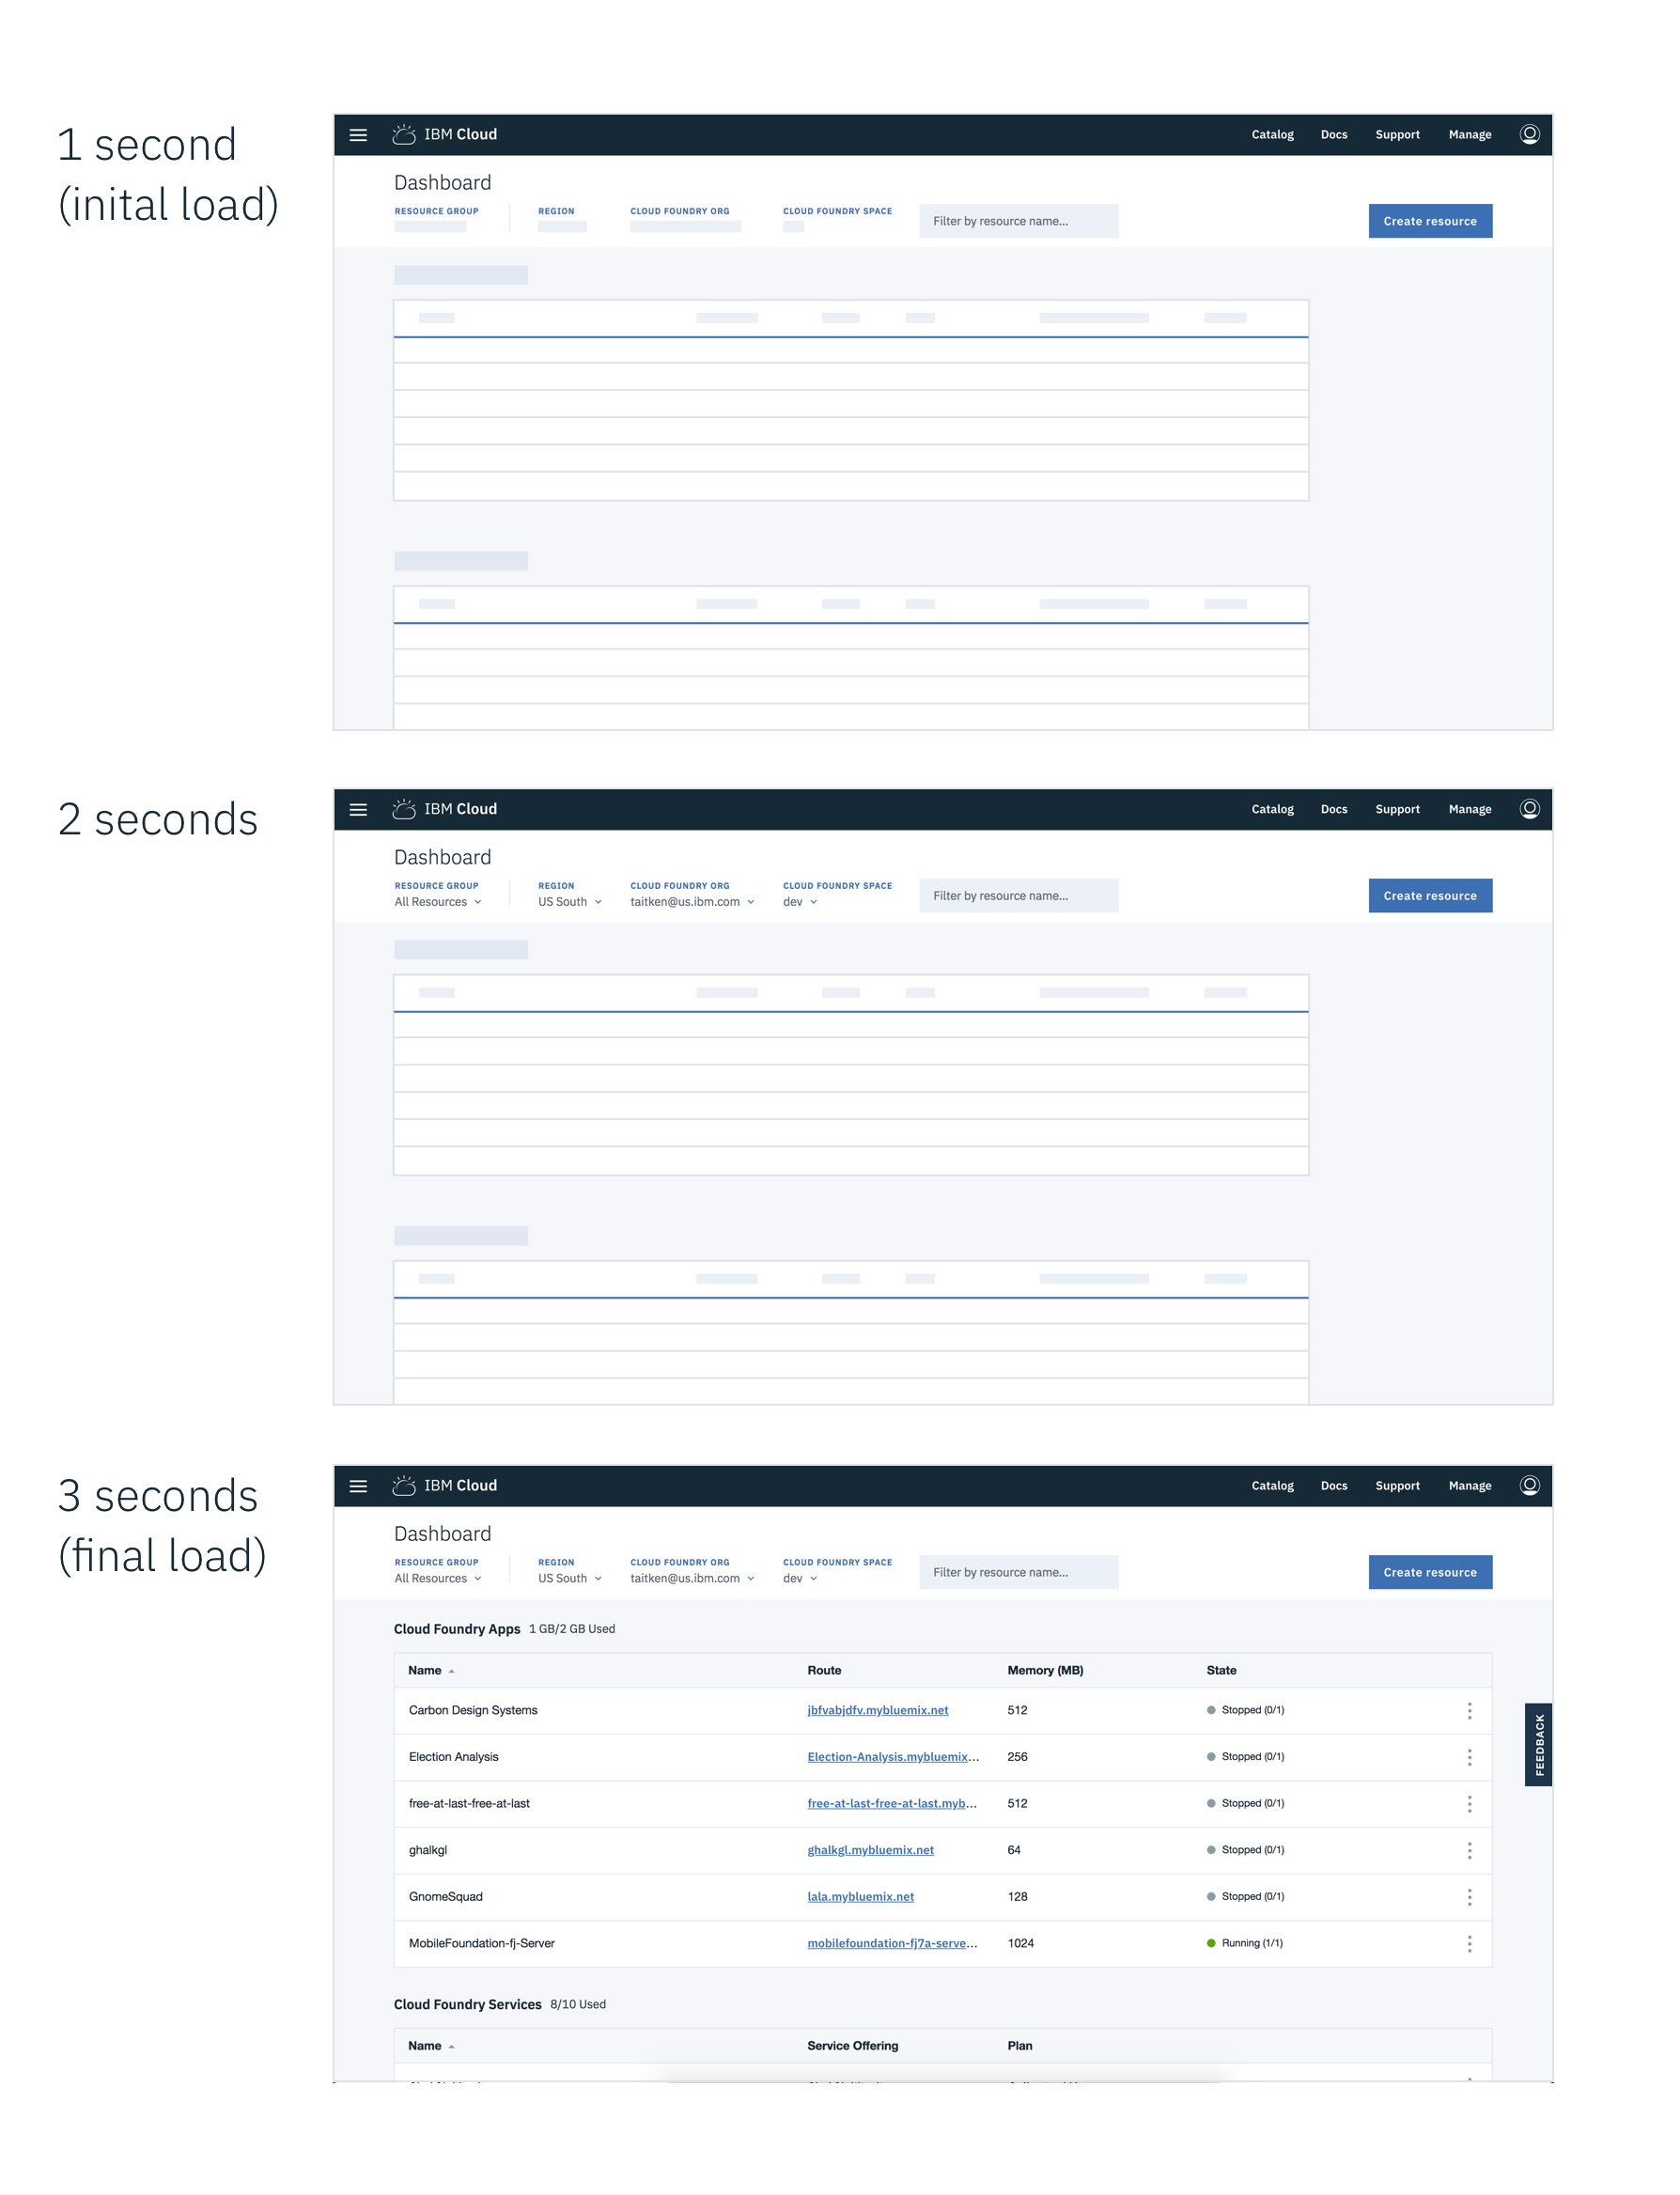 1 second
(inital load)
IBM Cloud
Catalog Docs Support Manage
Dashboard
RESOURCE GROUP REGION CLOUD FOUNDRY ORG CLOUD FOUNDRY SPACE
Filter by resource name...
Create resource
2 seconds
IBM Cloud
Catalog Docs Support Manage
Dashboard
RESOURCE GROUP REGION CLOUD FOUNDRY ORG CLOUD FOUNDRY SPACE
All Resources US South taitken@us.ibm.com dev
Filter by resource name...
Create resource
3 seconds
(final load)
IBM Cloud
Catalog Docs Support Manage
Dashboard
RESOURCE GROUP REGION CLOUD FOUNDRY ORG CLOUD FOUNDRY SPACE
All Resources US South taitken@us.ibm.com dev
Filter by resource name...
Create resource
Cloud Foundry Apps 1 GB/2 GB Used
Name Route Memory (MB) State
Carbon Design Systems jbfvabjdfv.mybluemix.net 512 Stopped (0/1)
Election Analysis Election-Analysis.mybluemix... 256 Stopped (0/1)
free-at-last-free-at-last free-at-last-free-at-last.myb... 512 Stopped (0/1)
ghalkgl ghalkgl.mybluemix.net 64 Stopped (0/1)
GnomeSquad lala.mybluemix.net 128 Stopped (0/1)
MobileFoundation-fj-Server mobilefoundation-fj7a-serve... 1024 Running (1/1)
FEEDBACK
Cloud Foundry Services 8/10 Used
Name Service Offering Plan